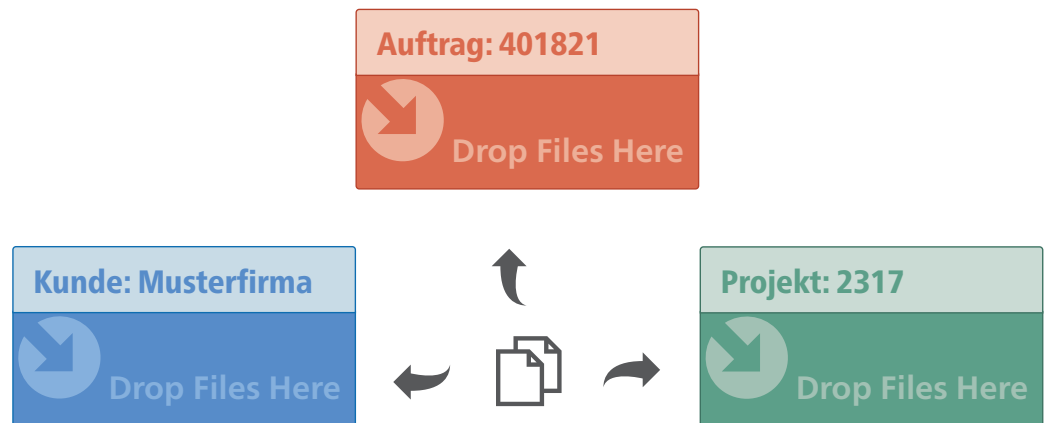 Auftrag: 401821
Drop Files Here
Kunde: Musterfirma
Drop Files Here
Projekt: 2317
Drop Files Here